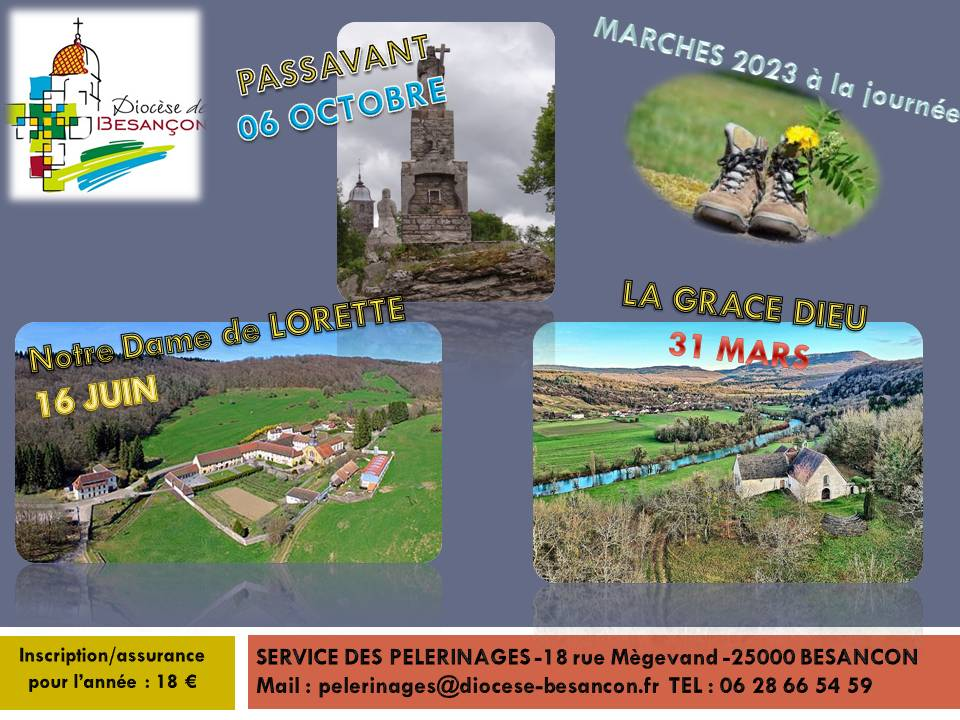 Diocèse de
BESANÇON
PASSAVANT
06 OCTOBRE
MARCHES 2023 à la journée
Notre Dame de LORETTE
16 JUIN
LA GRACE DIEU
31 MARS
Inscription/assurance
pour l’année : 18 €
SERVICE DES PELERINAGES -18 rue Mègevand -25000 BESANCON
Mail : pelerinages@diocese-besancon.fr TEL : 06 28 66 54 59